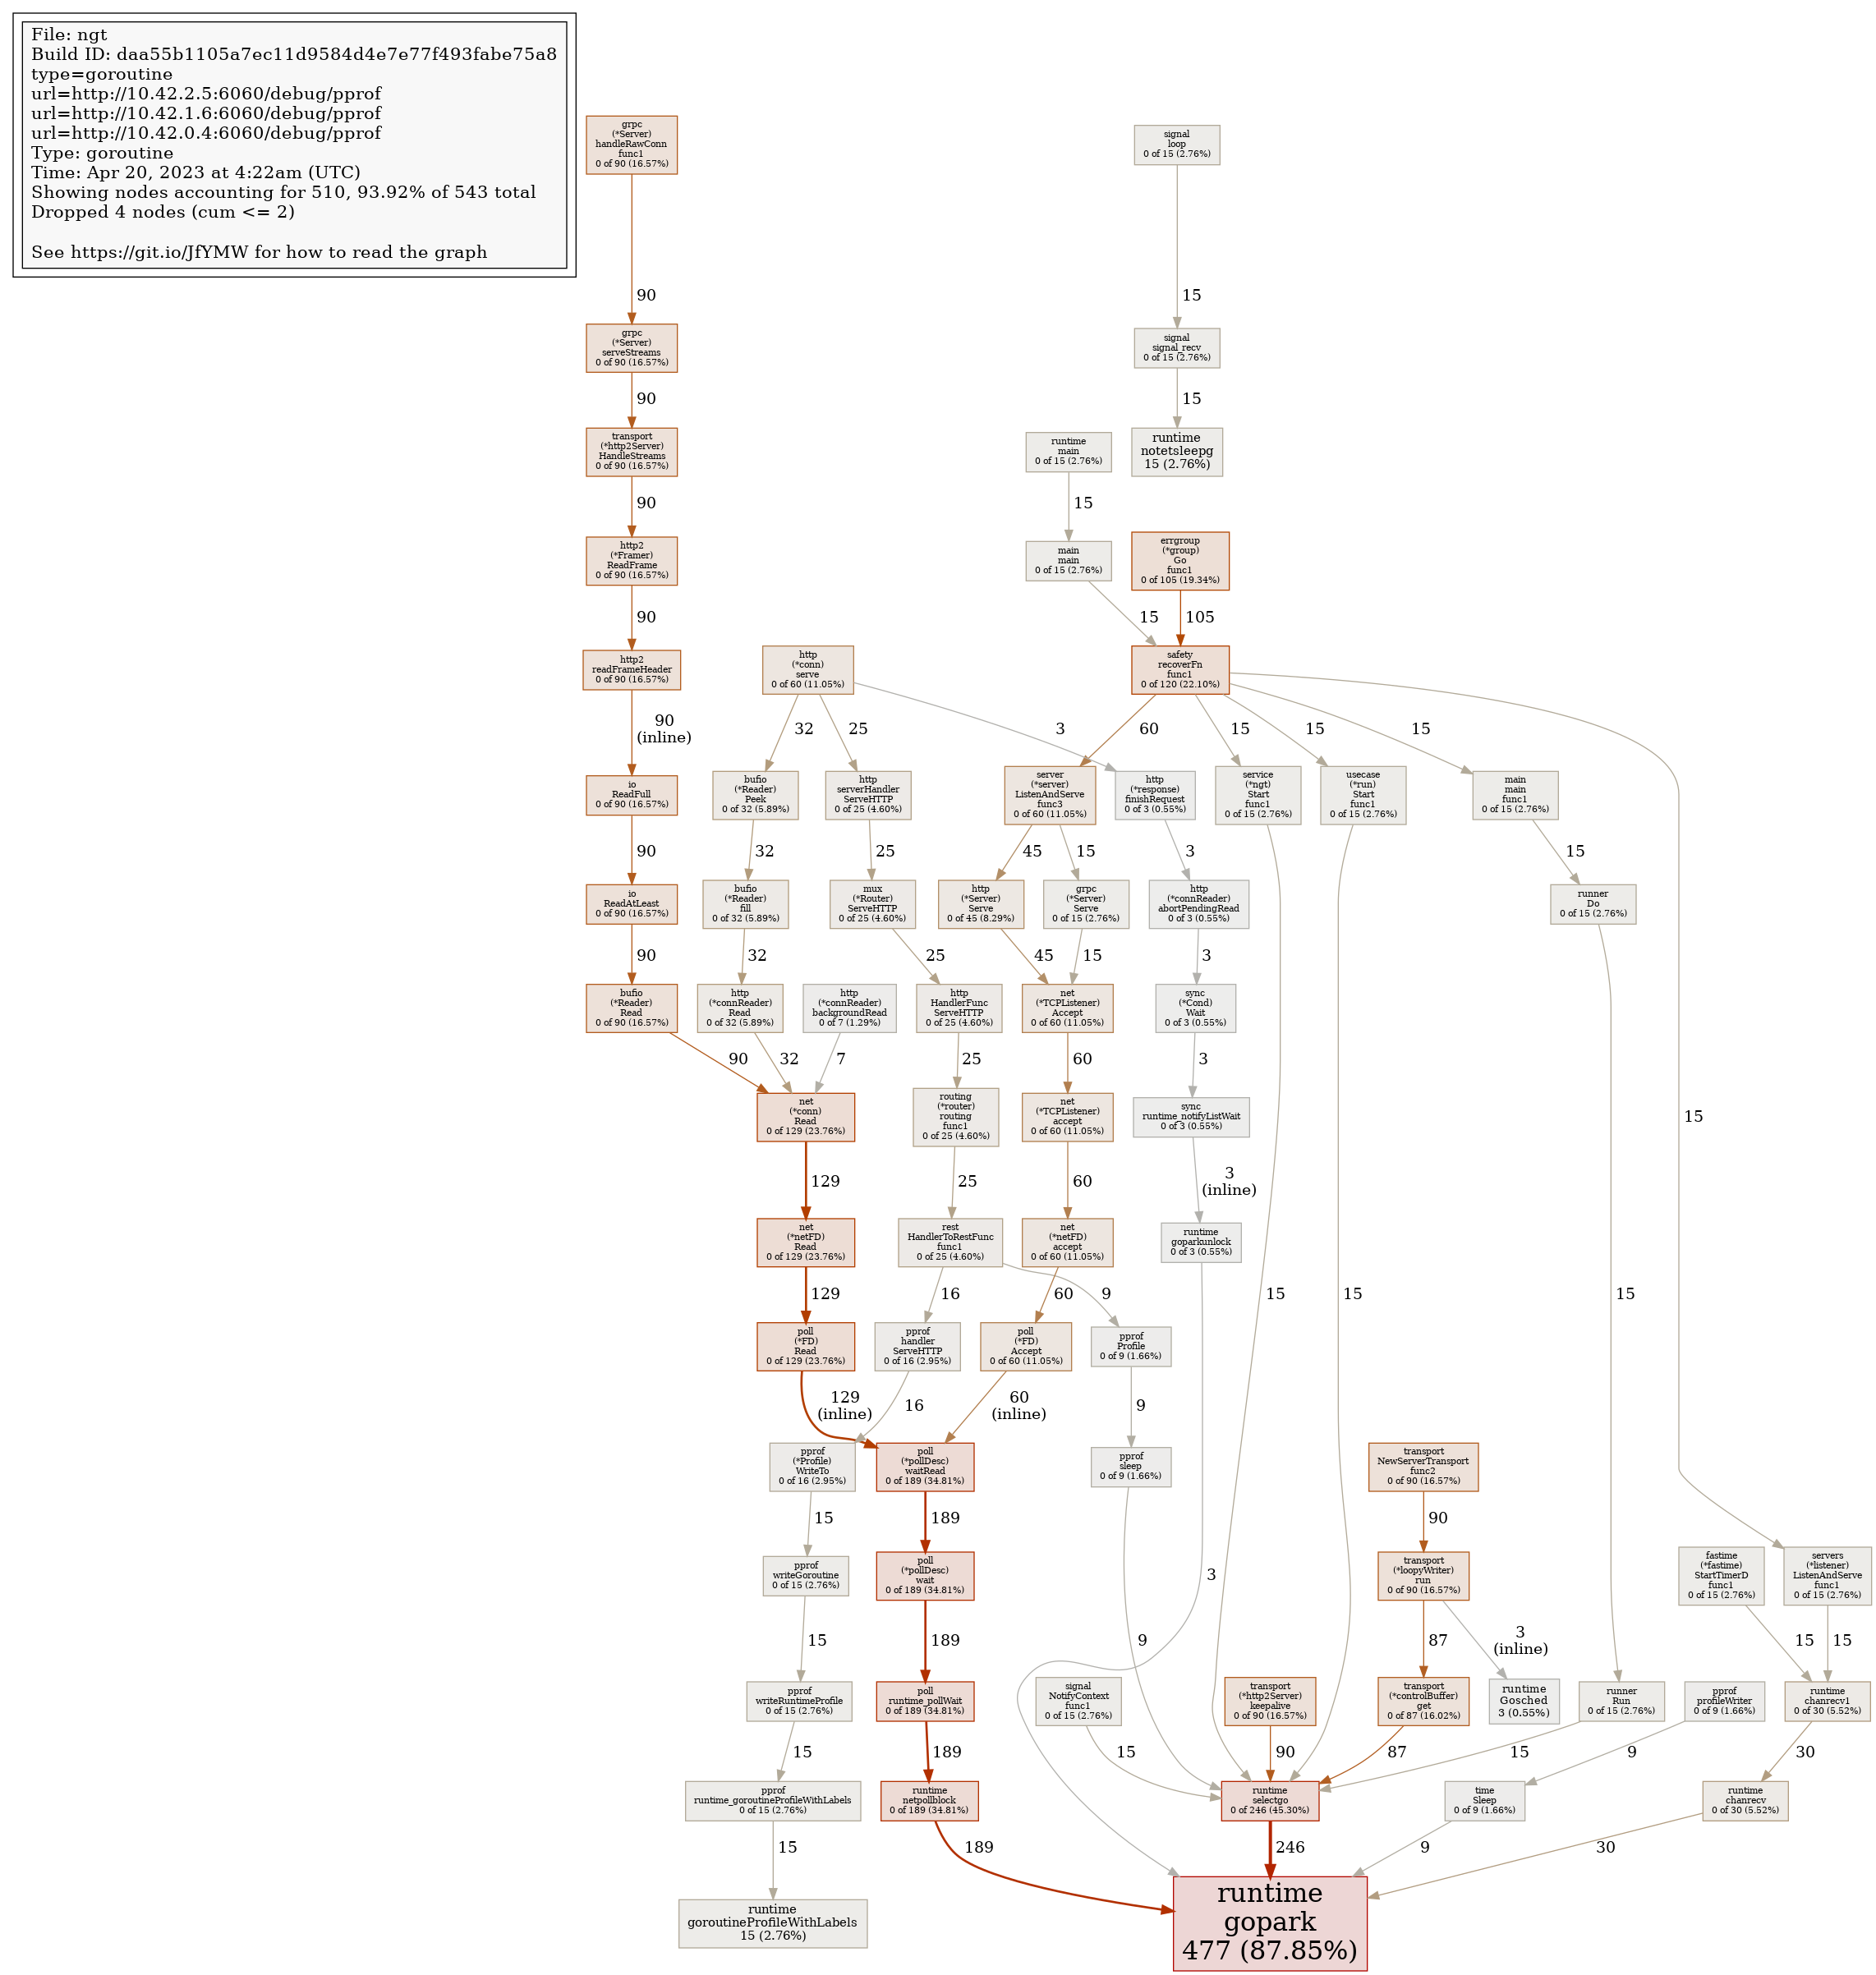 File: ngt
Build ID: daa55b1105a7ec11d9584d4e7e77f493fabe75a8
type=goroutine
url=http://10.42.2.5:6060/debug/pprof
url=http://10.42.1.6:6060/debug/pprof
url=http://10.42.0.4:6060/debug/pprof
Type: goroutine
Time: Apr 20, 2023 at 4:22am (UTC)
Showing nodes accounting for 510, 93.92% of 543 total
Dropped 4 nodes (cum <= 2)
See https://git.io/JfYMW for how to read the graph
grpc
(*Server)
handleRawConn
func1
0 of 90 (16.57%)
90
grpc
(*Server)
serveStreams
0 of 90 (16.57%)
90
transport
(*http2Server)
HandleStreams
0 of 90 (16.57%)
90
http2
(*Framer)
ReadFrame
0 of 90 (16.57%)
90
http2
readFrameHeader
0 of 90 (16.57%)
90
(inline)
io
ReadFull
0 of 90 (16.57%)
90
io
ReadAtLeast
0 of 90 (16.57%)
90
bufio
(*Reader)
Read
0 of 90 (16.57%)
90
signal
loop
0 of 15 (2.76%)
15
signal
signal_recv
0 of 15 (2.76%)
15
runtime
notetsleepg
15 (2.76%)
runtime
main
0 of 15 (2.76%)
15
main
main
0 of 15 (2.76%)
15
errgroup
(*group)
Go
func1
0 of 105 (19.34%)
105
safety
recoverFn
func1
0 of 120 (22.10%)
60
15
15
15
15
http
(*conn)
serve
0 of 60 (11.05%)
32
25
3
bufio
(*Reader)
Peek
0 of 32 (5.89%)
32
bufio
(*Reader)
fill
0 of 32 (5.89%)
32
http
(*connReader)
Read
0 of 32 (5.89%)
32
http
(*connReader)
backgroundRead
0 of 7 (1.29%)
7
http
serverHandler
ServeHTTP
0 of 25 (4.60%)
25
mux
(*Router)
ServeHTTP
0 of 25 (4.60%)
25
http
HandlerFunc
ServeHTTP
0 of 25 (4.60%)
25
routing
(*router)
routing
func1
0 of 25 (4.60%)
25
rest
HandlerToRestFunc
func1
0 of 25 (4.60%)
16
9
server
(*server)
ListenAndServe
func3
0 of 60 (11.05%)
45
15
http
(*Server)
Serve
0 of 45 (8.29%)
45
grpc
(*Server)
Serve
0 of 15 (2.76%)
15
net
(*TCPListener)
Accept
0 of 60 (11.05%)
60
net
(*TCPListener)
accept
0 of 60 (11.05%)
60
net
(*netFD)
accept
0 of 60 (11.05%)
60
poll
(*FD)
Accept
0 of 60 (11.05%)
60
(inline)
http
(*response)
finishRequest
0 of 3 (0.55%)
3
http
(*connReader)
abortPendingRead
0 of 3 (0.55%)
3
sync
(*Cond)
Wait
0 of 3 (0.55%)
3
sync
runtime_notifyListWait
0 of 3 (0.55%)
3
(inline)
runtime
goparkunlock
0 of 3 (0.55%)
3
service
(*ngt)
Start
func1
0 of 15 (2.76%)
15
usecase
(*run)
Start
func1
0 of 15 (2.76%)
15
main
main
func1
0 of 15 (2.76%)
15
runner
Do
0 of 15 (2.76%)
15
net
(*conn)
Read
0 of 129 (23.76%)
129
net
(*netFD)
Read
0 of 129 (23.76%)
129
poll
(*FD)
Read
0 of 129 (23.76%)
129
(inline)
pprof
handler
ServeHTTP
0 of 16 (2.95%)
16
pprof
Profile
0 of 9 (1.66%)
9
pprof
sleep
0 of 9 (1.66%)
9
pprof
(*Profile)
WriteTo
0 of 16 (2.95%)
15
pprof
writeGoroutine
0 of 15 (2.76%)
15
pprof
writeRuntimeProfile
0 of 15 (2.76%)
15
pprof
runtime_goroutineProfileWithLabels
0 of 15 (2.76%)
15
runtime
goroutineProfileWithLabels
15 (2.76%)
poll
(*pollDesc)
waitRead
0 of 189 (34.81%)
189
poll
(*pollDesc)
wait
0 of 189 (34.81%)
189
poll
runtime_pollWait
0 of 189 (34.81%)
189
runtime
netpollblock
0 of 189 (34.81%)
189
transport
NewServerTransport
func2
0 of 90 (16.57%)
90
transport
(*loopyWriter)
run
0 of 90 (16.57%)
87
3
(inline)
fastime
(*fastime)
StartTimerD
func1
0 of 15 (2.76%)
15
servers
(*listener)
ListenAndServe
func1
0 of 15 (2.76%)
15
signal
NotifyContext
func1
0 of 15 (2.76%)
15
transport
(*http2Server)
keepalive
0 of 90 (16.57%)
90
transport
(*controlBuffer)
get
0 of 87 (16.02%)
87
runtime
Gosched
3 (0.55%)
runner
Run
0 of 15 (2.76%)
15
pprof
profileWriter
0 of 9 (1.66%)
9
runtime
chanrecv1
0 of 30 (5.52%)
30
runtime
selectgo
0 of 246 (45.30%)
246
time
Sleep
0 of 9 (1.66%)
9
runtime
chanrecv
0 of 30 (5.52%)
30
runtime
gopark
477 (87.85%)